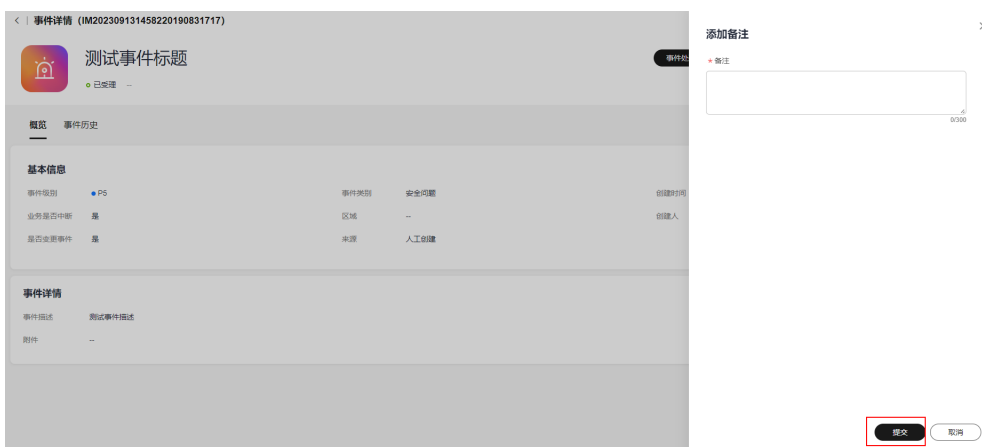 < | 事件详情（IM202309131458220190831717）
测试事件标题
已受理 --
事件处
概览 事件历史
基本信息
事件级别 P5 事件类别 安全问题 创建时间
业务是否中断 是 区域 -- 创建人
是否变更事件 是 来源 人工创建
事件详情
事件描述 测试事件描述
附件 --
添加备注
* 备注
0/300
提交 取消